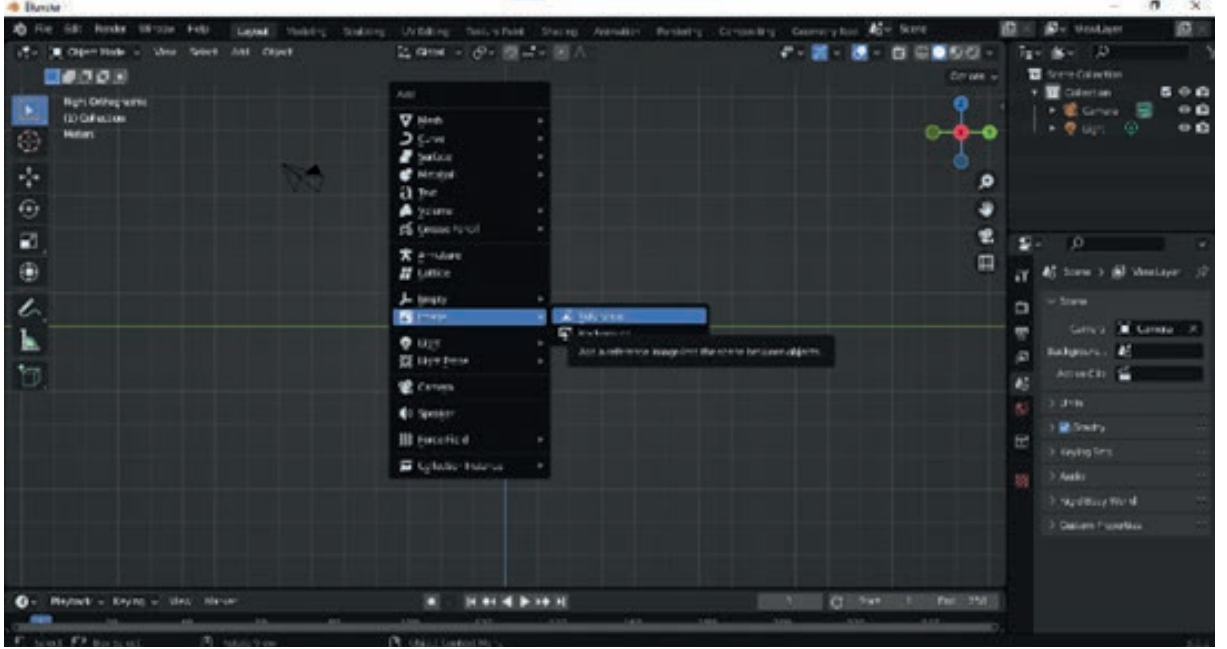 Blender
File Edit Render Window Help Layout Modeling Sculpting UV Editing Texture Paint Shading Animation Rendering Compositing Geometry Nod Scene ViewLayer
Object Mode View Select Add Object Global
Options
Right Orthographic
(1) Collection
Meters
Scene Collection
Collection
Camera
Light
Add
Mesh
Curve
Surface
Metaball
Text
Volume
Grease Pencil
Armature
Lattice
Empty
Image
Reference
Background
Add a reference image into the scene between objects.
Light
Light Probe
Camera
Speaker
Force Field
Collection Instance
Scene ViewLayer
Scene
Camera Camera
Units
Gravity
Keying Sets
Audio
Rigid Body World
Custom Properties
Playback Keying View Marker
1 Start 1 End 250
Select Box Select Rotate View Object Context Menu